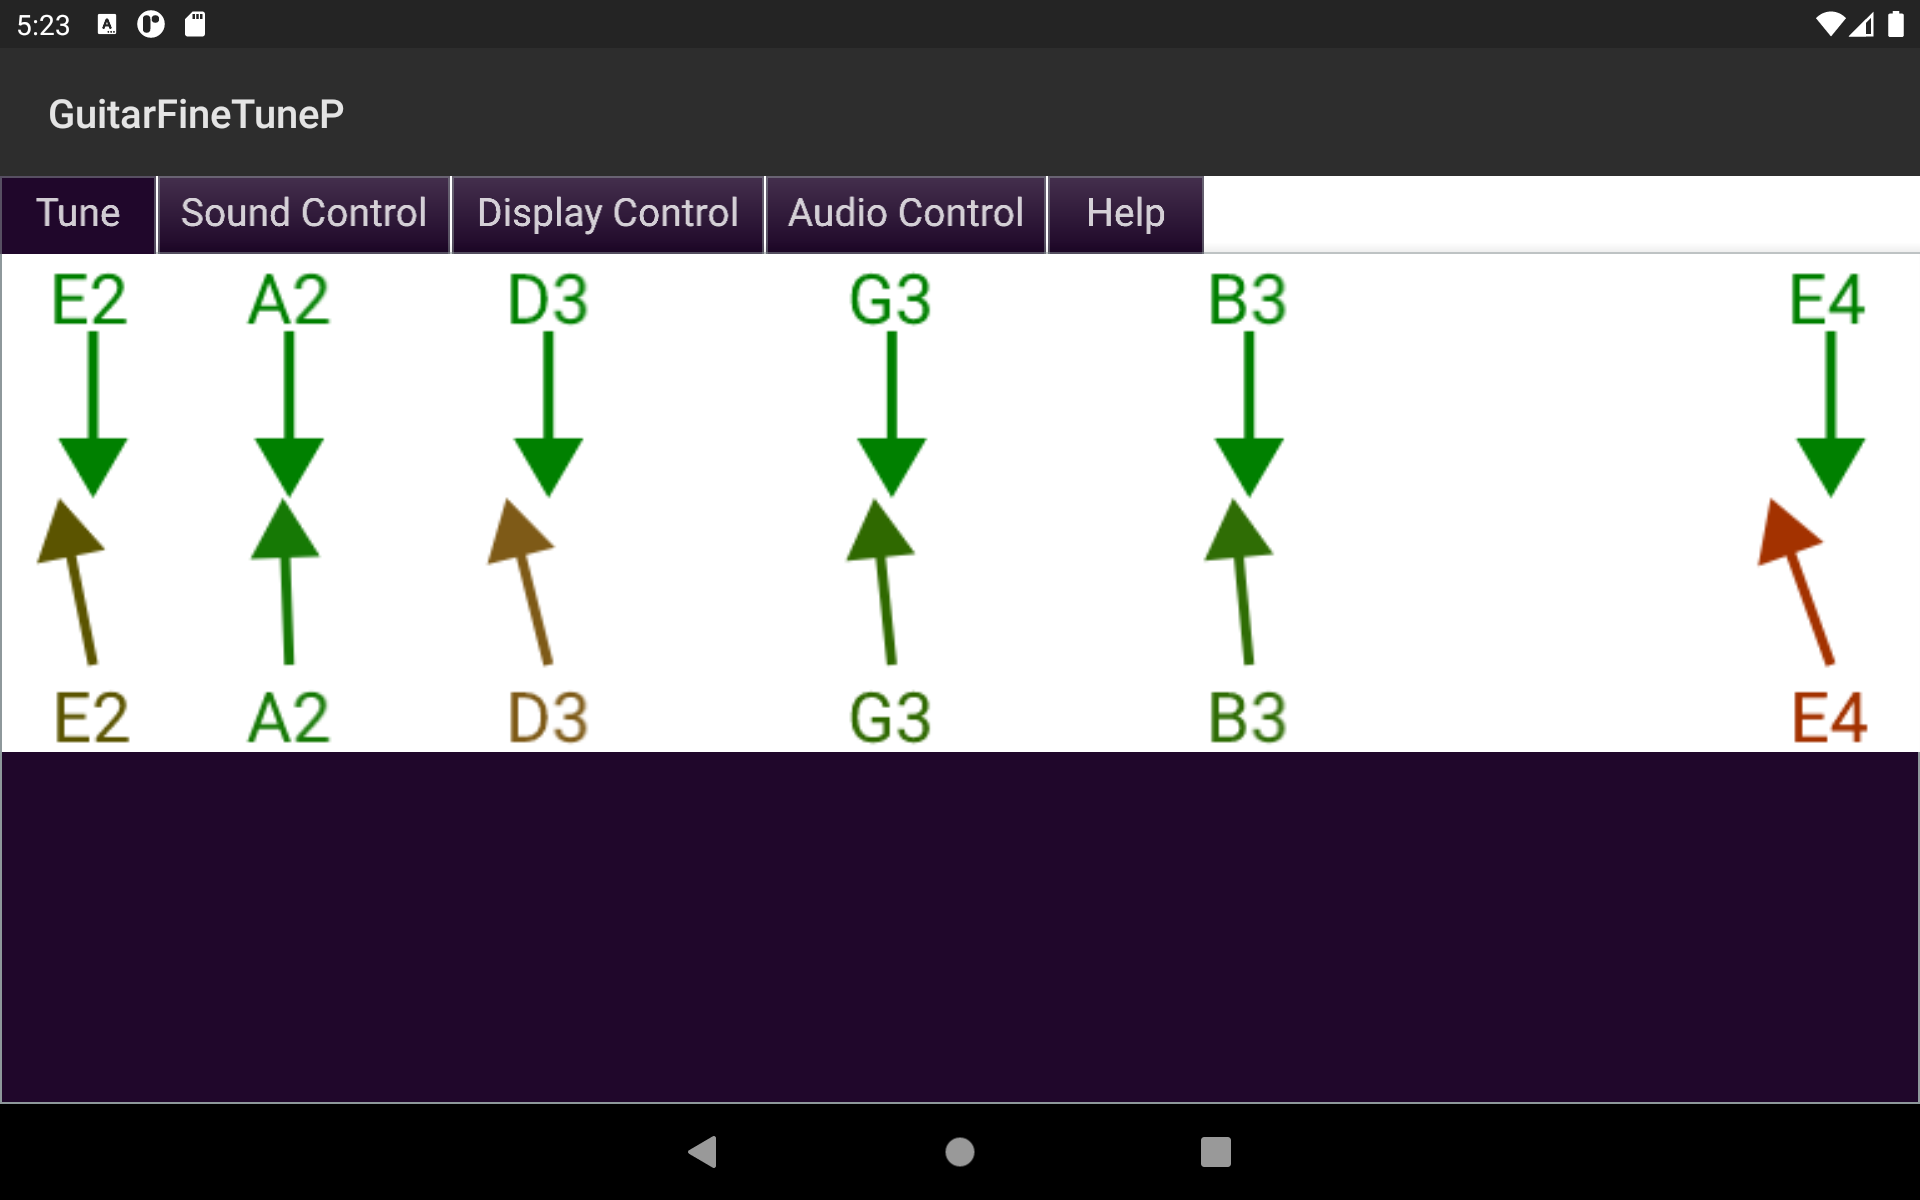 5:23
GuitarFineTuneP
Tune Sound Control Display Control Audio Control Help
E2 A2 D3 G3 B3 E4
E2 A2 D3 G3 B3 E4